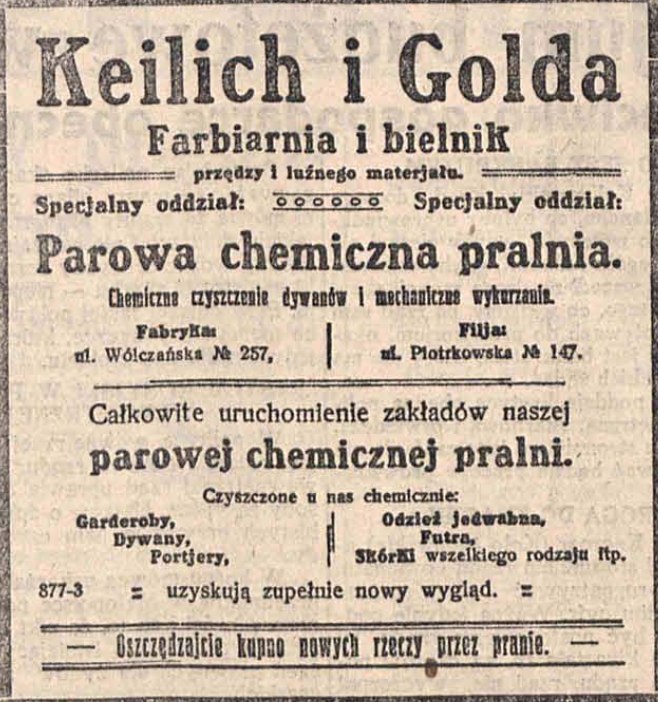 Keilich i Golda
Farbiarnia i bielnik
przędzy i luźnego materjału.
Specjalny oddział: Specjalny oddział:
Parowa chemiczna pralnia.
Chemiczne czyszczenie dywanów i mechaniczne wykurzania.
Fabryka: Filja:
ul. Wólczańska № 257, ul. Piotrkowska № 147.
Całkowite uruchomienie zakładów naszej
parowej chemicznej pralni.
Czyszczone u nas chemicznie:
Garderoby, Odzież jedwabna,
Dywany, Futra,
Portjery, Skórki wszelkiego rodzaju itp.
877-3 = uzyskują zupełnie nowy wygląd. =
— Oszczędzajcie kupno nowych rzeczy przez pranie. —